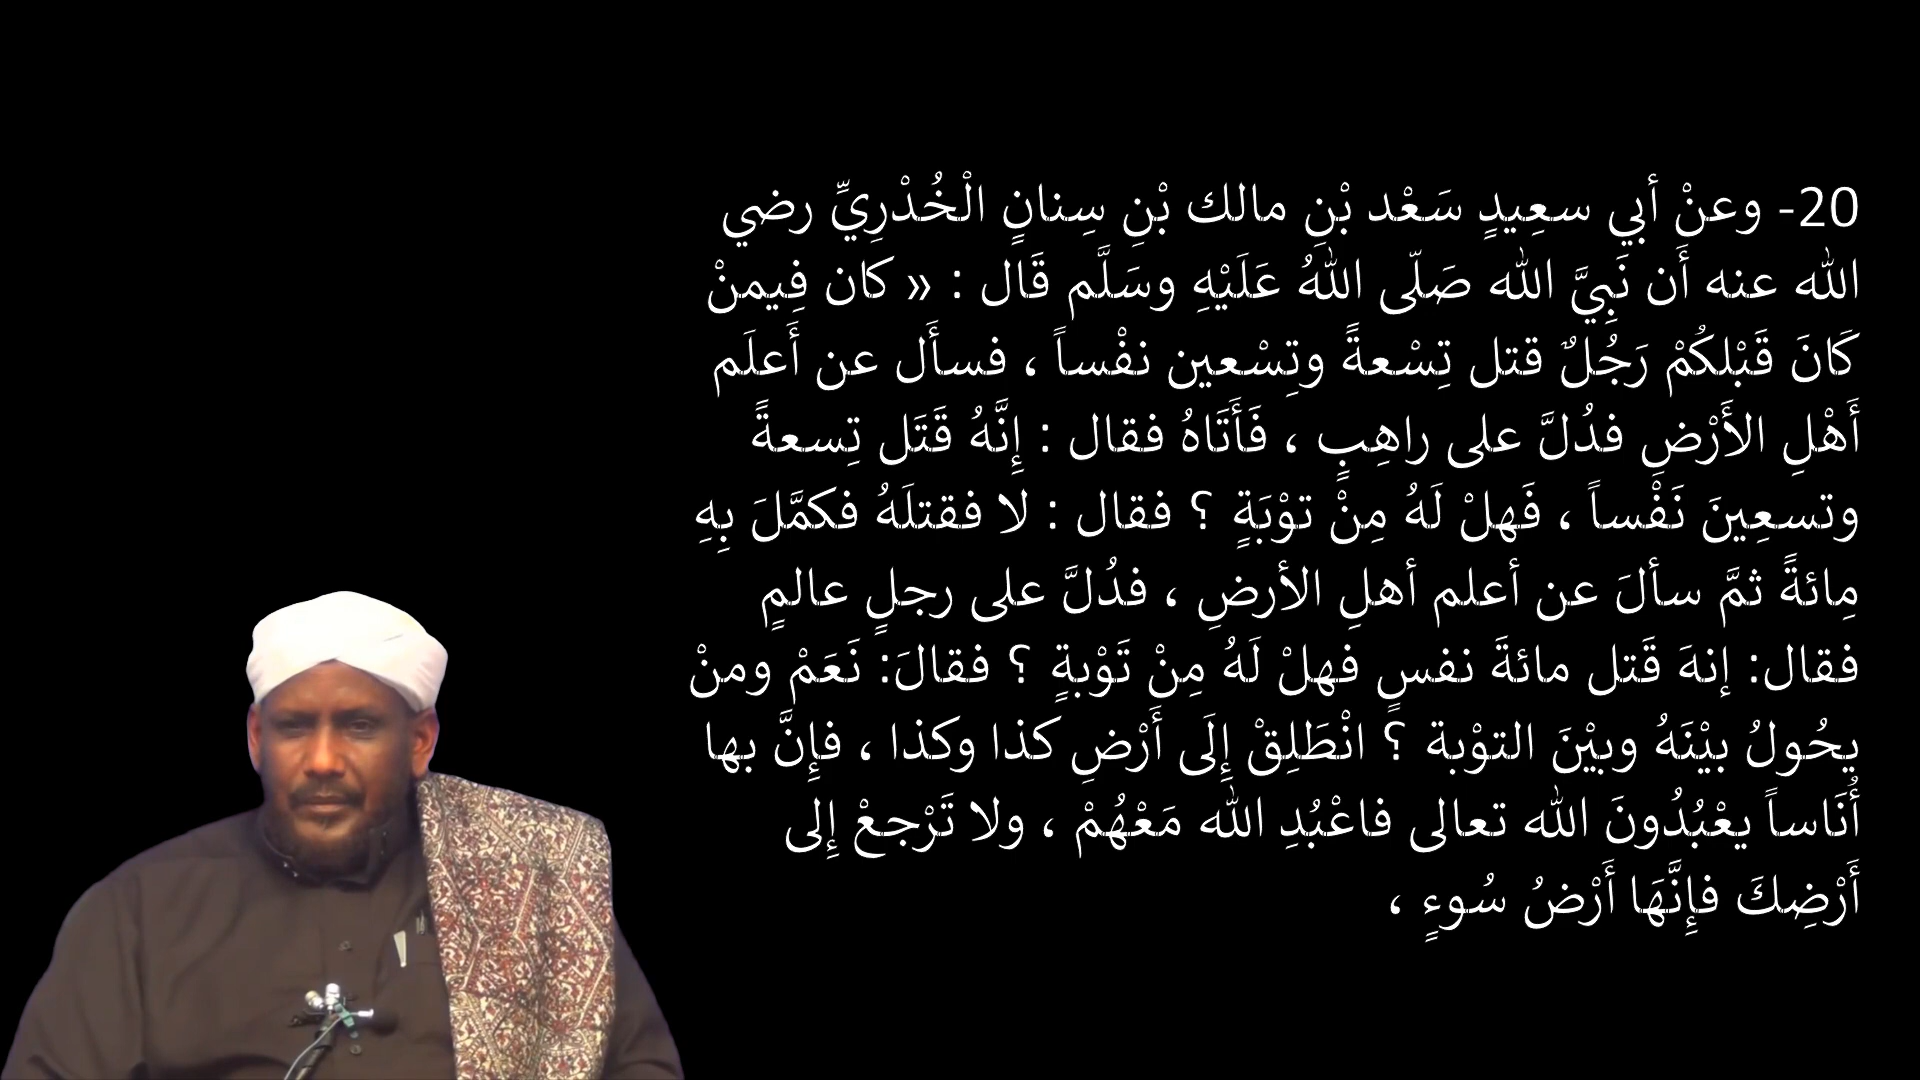 20- وعنْ أبي سعِيدٍ سَعْد بْنِ مالك بْنِ سِنانٍ الْخُدْرِيِّ رضي
الله عنه أَن نَبِيَّ الله صَلّى اللهُ عَلَيْهِ وسَلَّم قَال : « كان فِيمنْ
كَانَ قَبْلكُمْ رَجُلٌ قتل تِسْعةً وتِسْعين نفْساً ، فسأَل عن أَعلَم
أَهْلِ الأَرْضِ فدُلَّ على راهِبٍ ، فَأَتَاهُ فقال : إِنَّهُ قَتَل تِسعةً
وتسعِينَ نَفْساً ، فَهلْ لَهُ مِنْ توْبَةٍ ؟ فقال : لا فقتلَهُ فكمَّلَ بِهِ
مِائةً ثمَّ سألَ عن أعلم أهلِ الأرضِ ، فدُلَّ على رجلٍ عالمٍ
فقال: إنهَ قَتل مائةَ نفسٍ فهلْ لَهُ مِنْ تَوْبةٍ ؟ فقالَ: نَعَمْ ومنْ
يحُولُ بيْنَهُ وبيْنَ التوْبة ؟ انْطَلِقْ إِلَى أَرْضِ كذا وكذا ، فإِنَّ بها
أُنَاساً يعْبُدُونَ الله تعالى فاعْبُدِ الله مَعْهُمْ ، ولا تَرْجعْ إِلى
أَرْضِكَ فإِنَّهَا أَرْضُ سُوءٍ ،